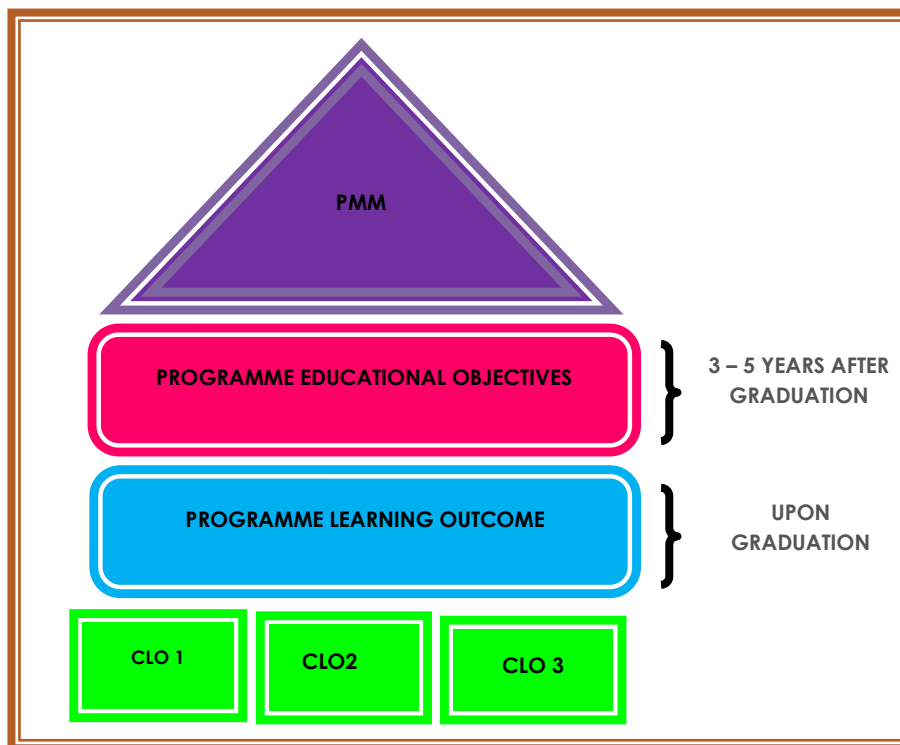 PMM
PROGRAMME EDUCATIONAL OBJECTIVES
3 – 5 YEARS AFTER
GRADUATION
PROGRAMME LEARNING OUTCOME
UPON
GRADUATION
CLO 1
CLO2
CLO 3